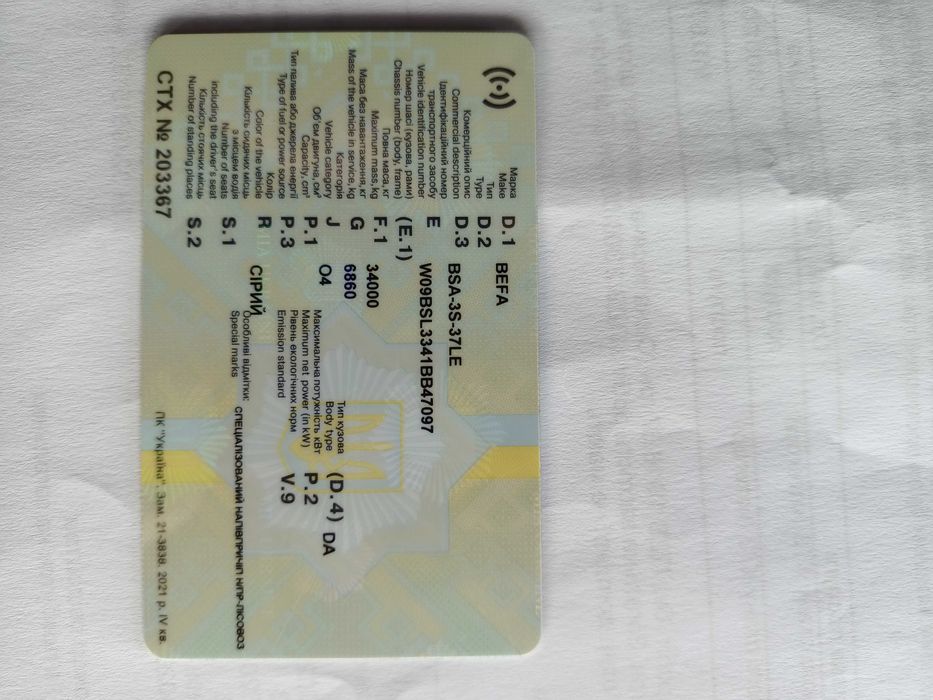 Марка D.1 BEFA
Make
Тип D.2
Type
Комерційний опис D.3 BSA-3S-37LE
Commercial description
Ідентифікаційний номер
транспортного засобу E W09BSL3341BB47097
Vehicle identification number
Номер шасі (кузова, рами) (E.1)
Chassis number (body, frame)
Повна маса, кг F.1 34000
Maximum mass, kg
Маса без навантаження, кг G 6860
Mass of the vehicle in service, kg
Категорія J O4 Тип кузова (D.4) DA
Vehicle category Body type
Об'єм двигуна, см³ P.1 Максимальна потужність кВт P.2
Capacity, cm³ Maximum net power (in kW)
Тип палива або джерела енергії P.3 Рівень екологічних норм V.9
Type of fuel or power source Emission standard
Колір R СІРИЙ
Color of the vehicle
Кількість сидячих місць Особливі відмітки: СПЕЦІАЛІЗОВАНИЙ НАПІВПРИЧІП Н/ПР-ЛІСОВОЗ
з місцем водія S.1 Special marks
Number of seats
including the driver's seat
Кількість стоячих місць S.2
Number of standing places
СТХ № 203367 ПК "Україна". Зам. 21-3838. 2021 р. IV кв.